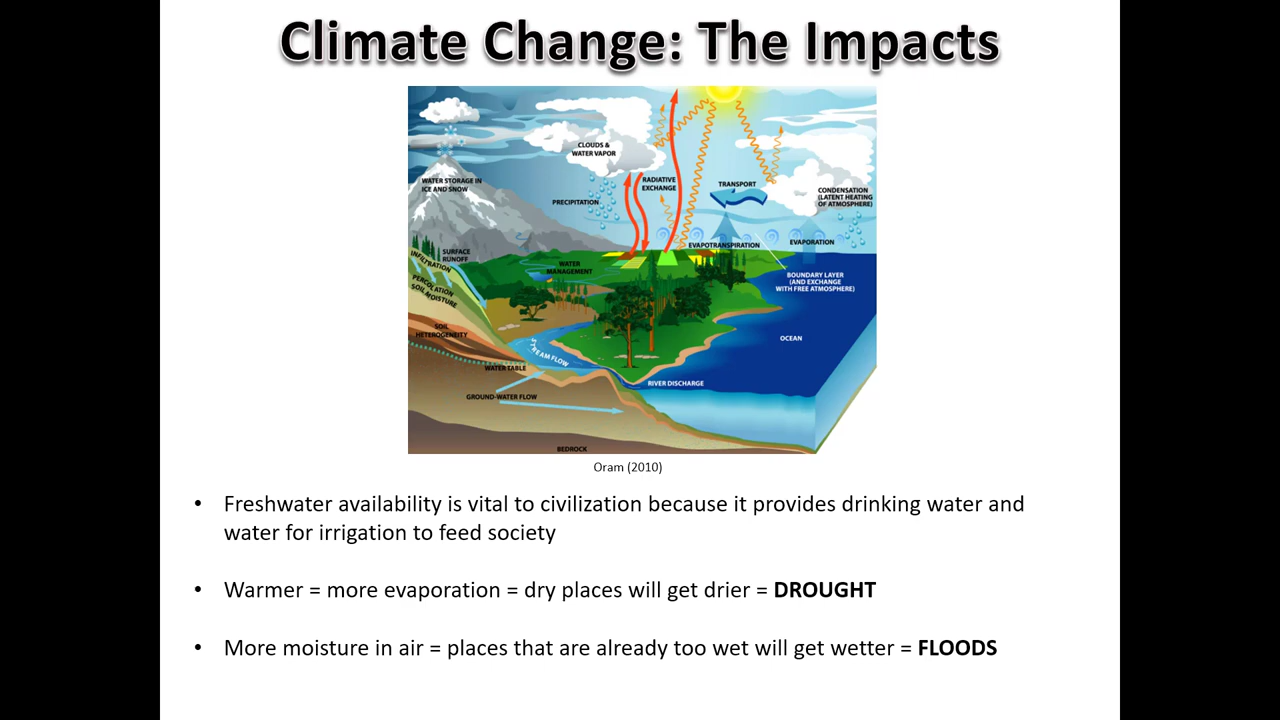 Climate Change: The Impacts
CLOUDS &
WATER VAPOR
WATER STORAGE IN
ICE AND SNOW
RADIATIVE
EXCHANGE
TRANSPORT
CONDENSATION
(LATENT HEATING
OF ATMOSPHERE)
PRECIPITATION
EVAPOTRANSPIRATION
EVAPORATION
SURFACE
RUNOFF
INFILTRATION
WATER
MANAGEMENT
BOUNDARY LAYER
(AND EXCHANGE
WITH FREE ATMOSPHERE)
PERCOLATION
SOIL MOISTURE
SOIL
HETEROGENEITY
OCEAN
STREAM FLOW
WATER TABLE
RIVER DISCHARGE
GROUND-WATER FLOW
BEDROCK
Oram (2010)
• Freshwater availability is vital to civilization because it provides drinking water and
water for irrigation to feed society
• Warmer = more evaporation = dry places will get drier = DROUGHT
• More moisture in air = places that are already too wet will get wetter = FLOODS